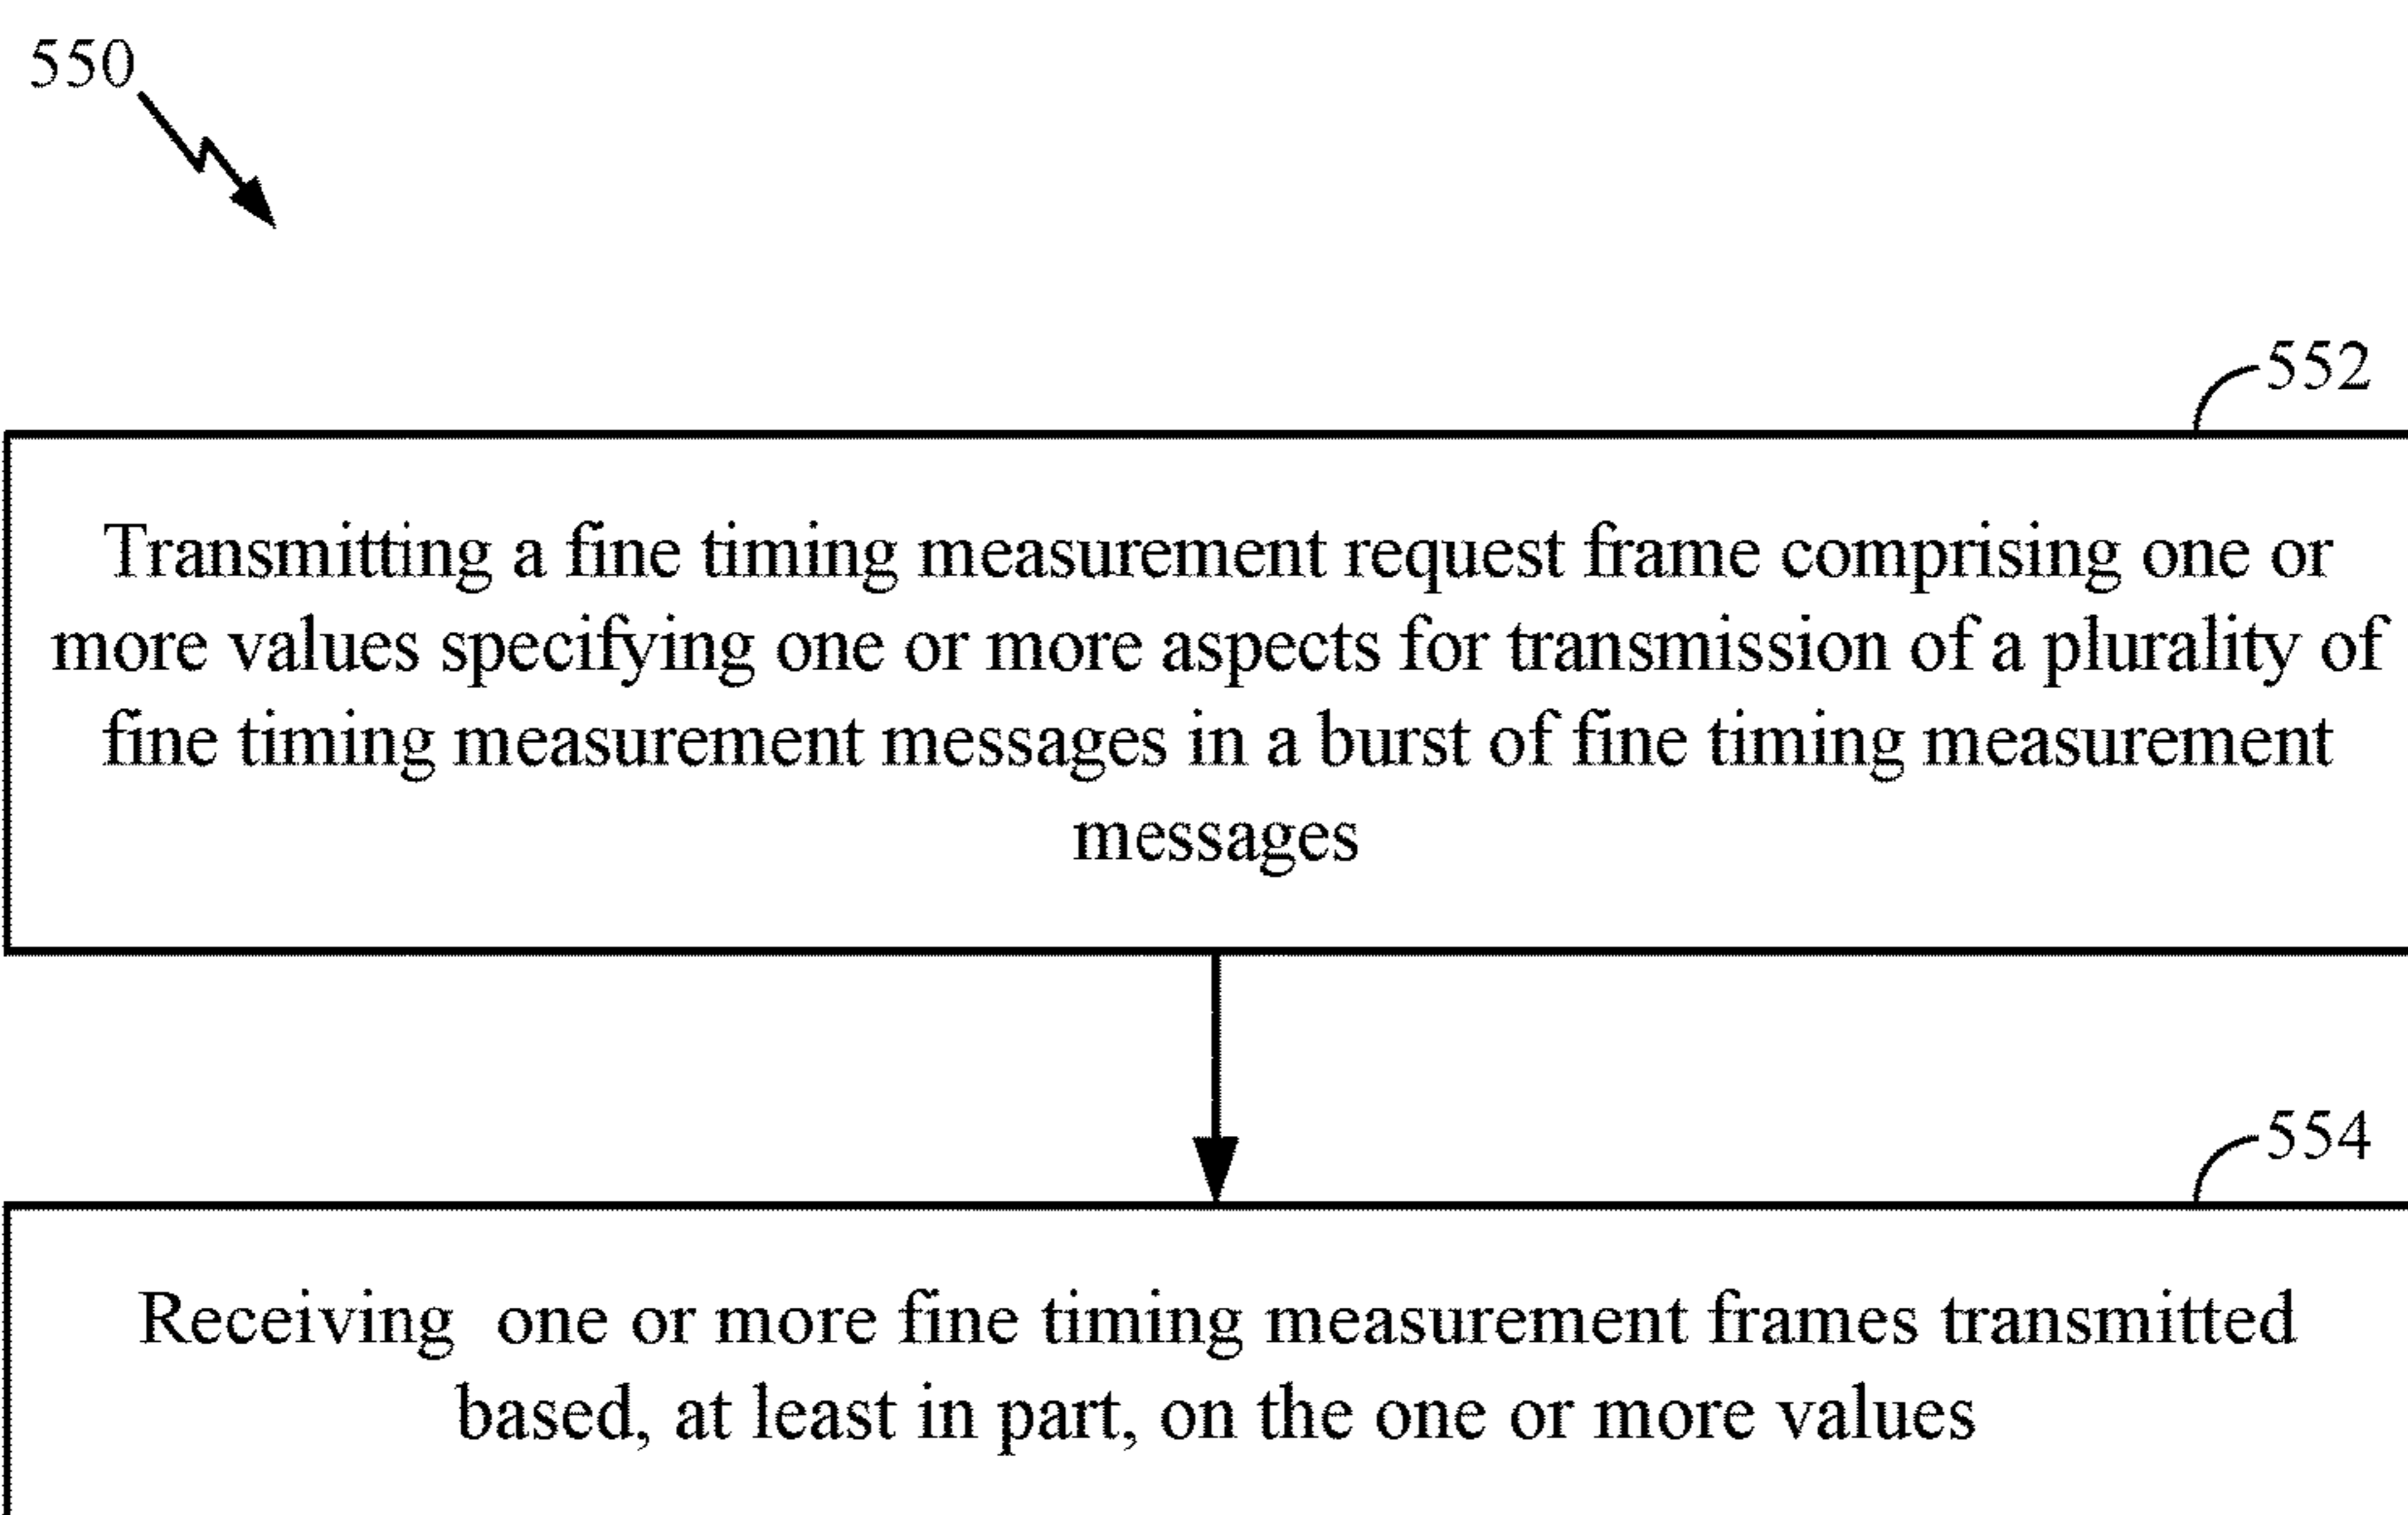 550
552
Transmitting a fine timing measurement request frame comprising one or
more values specifying one or more aspects for transmission of a plurality of
fine timing measurement messages in a burst of fine timing measurement
messages
554
Receiving one or more fine timing measurement frames transmitted
based, at least in part, on the one or more values